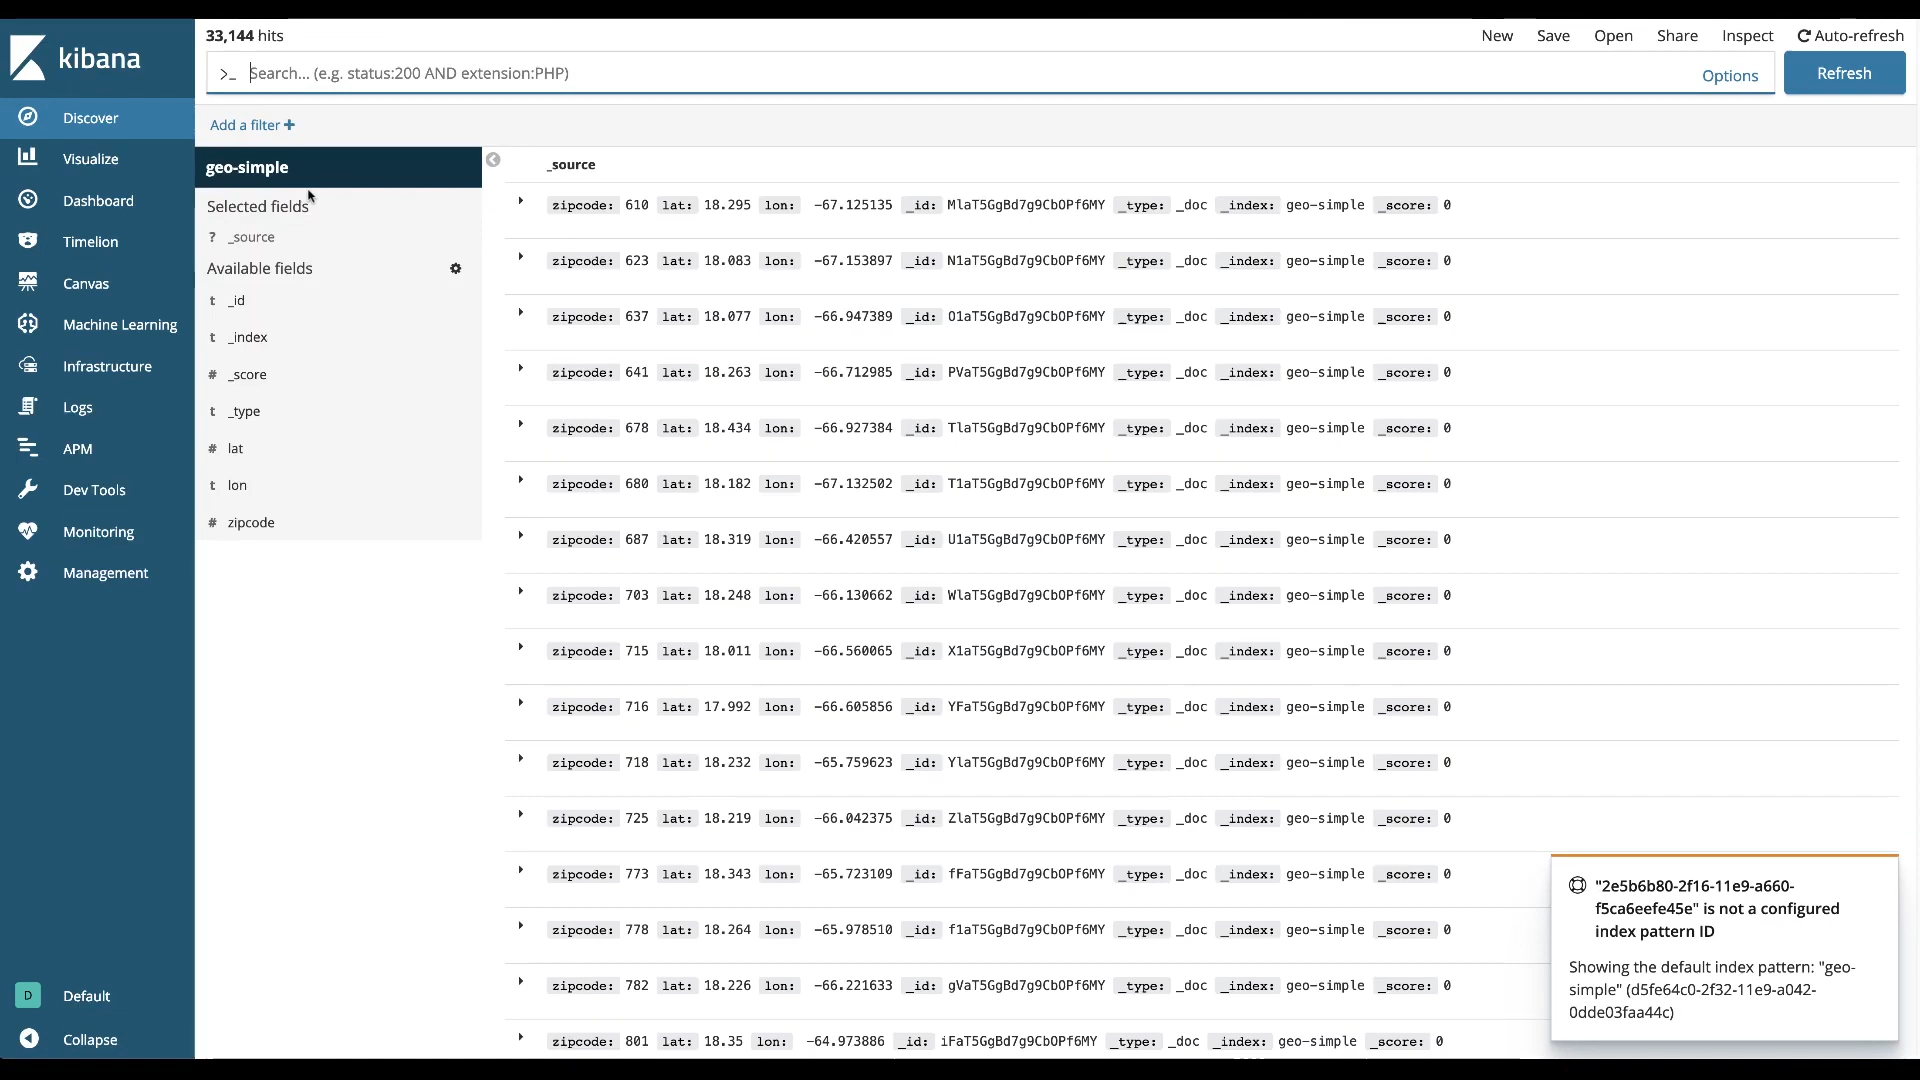 kibana
Discover
Visualize
Dashboard
Timelion
Canvas
Machine Learning
Infrastructure
Logs
APM
Dev Tools
Monitoring
Management
D Default
Collapse
33,144 hits
New Save Open Share Inspect Auto-refresh
>_ Search... (e.g. status:200 AND extension:PHP) Options Refresh
Add a filter +
geo-simple
Selected fields
? _source
Available fields
t _id
t _index
# _score
t _type
# lat
t lon
# zipcode
_source
zipcode: 610 lat: 18.295 lon: -67.125135 _id: MlaT5GgBd7g9CbOPf6MY _type: _doc _index: geo-simple _score: 0
zipcode: 623 lat: 18.083 lon: -67.153897 _id: N1aT5GgBd7g9CbOPf6MY _type: _doc _index: geo-simple _score: 0
zipcode: 637 lat: 18.077 lon: -66.947389 _id: O1aT5GgBd7g9CbOPf6MY _type: _doc _index: geo-simple _score: 0
zipcode: 641 lat: 18.263 lon: -66.712985 _id: PVaT5GgBd7g9CbOPf6MY _type: _doc _index: geo-simple _score: 0
zipcode: 678 lat: 18.434 lon: -66.927384 _id: TlaT5GgBd7g9CbOPf6MY _type: _doc _index: geo-simple _score: 0
zipcode: 680 lat: 18.182 lon: -67.132502 _id: T1aT5GgBd7g9CbOPf6MY _type: _doc _index: geo-simple _score: 0
zipcode: 687 lat: 18.319 lon: -66.420557 _id: U1aT5GgBd7g9CbOPf6MY _type: _doc _index: geo-simple _score: 0
zipcode: 703 lat: 18.248 lon: -66.130662 _id: WlaT5GgBd7g9CbOPf6MY _type: _doc _index: geo-simple _score: 0
zipcode: 715 lat: 18.011 lon: -66.560065 _id: X1aT5GgBd7g9CbOPf6MY _type: _doc _index: geo-simple _score: 0
zipcode: 716 lat: 17.992 lon: -66.605856 _id: YFaT5GgBd7g9CbOPf6MY _type: _doc _index: geo-simple _score: 0
zipcode: 718 lat: 18.232 lon: -65.759623 _id: YlaT5GgBd7g9CbOPf6MY _type: _doc _index: geo-simple _score: 0
zipcode: 725 lat: 18.219 lon: -66.042375 _id: ZlaT5GgBd7g9CbOPf6MY _type: _doc _index: geo-simple _score: 0
zipcode: 773 lat: 18.343 lon: -65.723109 _id: fFaT5GgBd7g9CbOPf6MY _type: _doc _index: geo-simple _score: 0
zipcode: 778 lat: 18.264 lon: -65.978510 _id: f1aT5GgBd7g9CbOPf6MY _type: _doc _index: geo-simple _score: 0
zipcode: 782 lat: 18.226 lon: -66.221633 _id: gVaT5GgBd7g9CbOPf6MY _type: _doc _index: geo-simple _score: 0
zipcode: 801 lat: 18.35 lon: -64.973886 _id: iFaT5GgBd7g9CbOPf6MY _type: _doc _index: geo-simple _score: 0
"2e5b6b80-2f16-11e9-a660-
f5ca6eefe45e" is not a configured
index pattern ID
Showing the default index pattern: "geo-
simple" (d5fe64c0-2f32-11e9-a042-
0dde03faa44c)